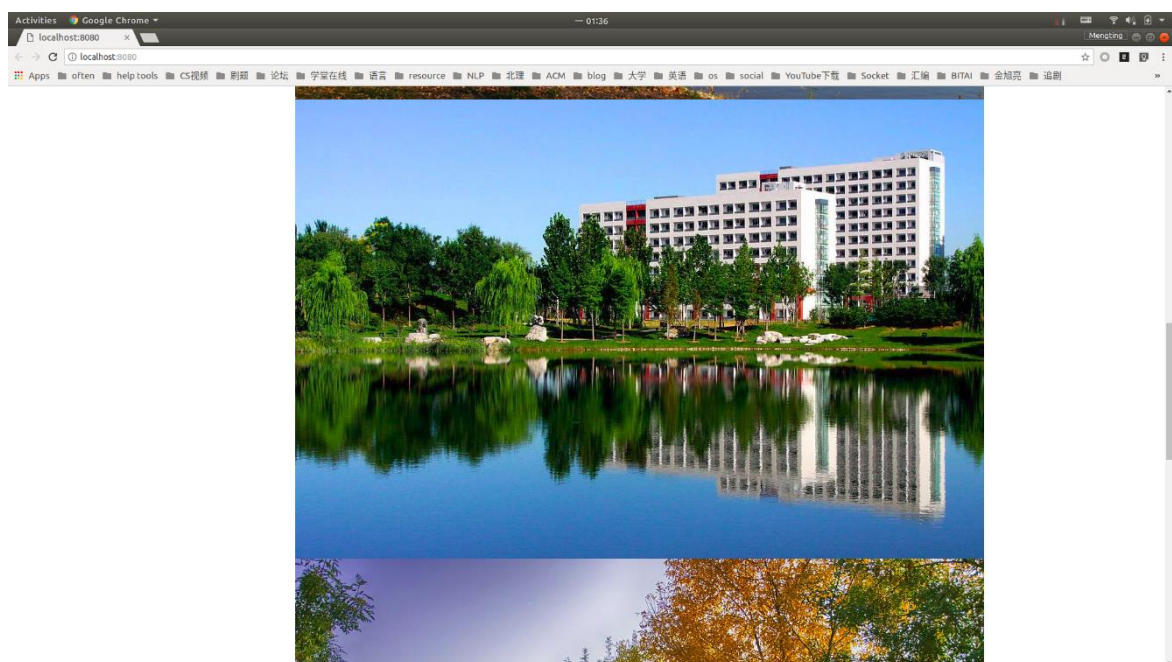 Activities Google Chrome 一 01:36
localhost:8080 × Mengting
localhost:8080
Apps often help tools CS视频 刷题 论坛 学堂在线 语言 resource NLP 北理 ACM blog 大学 英语 os social YouTube下载 Socket 汇编 BITAI 金旭亮 追剧 »